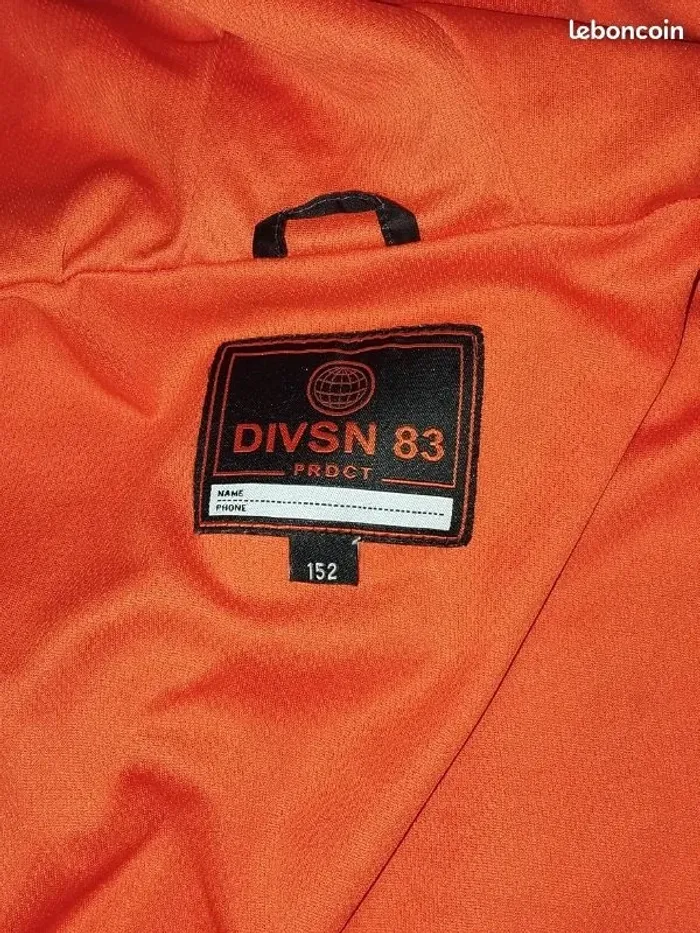 leboncoin
DIVSN 83
PRDCT
NAME
PHONE
152